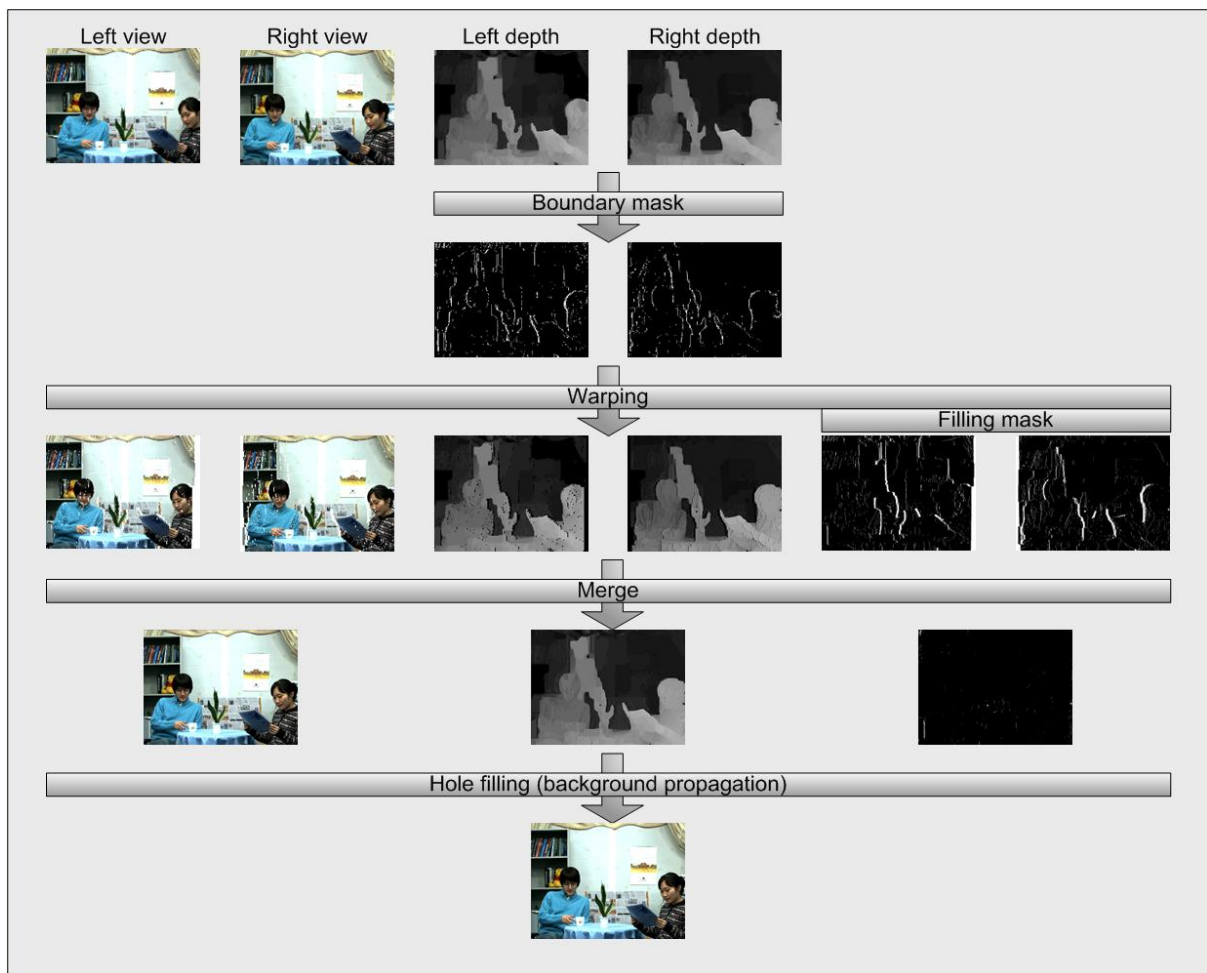 Left view
Right view
Left depth
Right depth
Boundary mask
Warping
Filling mask
Merge
Hole filling (background propagation)